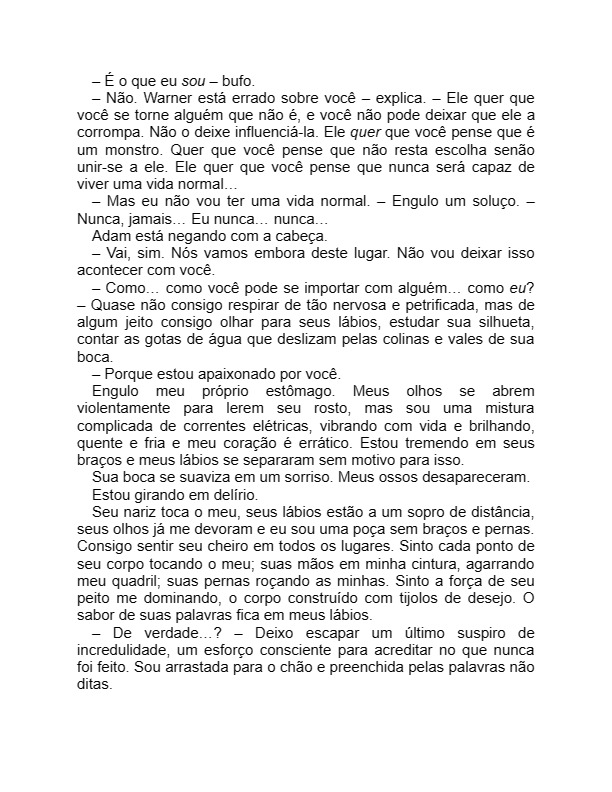 – É o que eu sou – bufo.
– Não. Warner está errado sobre você – explica. – Ele quer que
você se torne alguém que não é, e você não pode deixar que ele a
corrompa. Não o deixe influenciá-la. Ele quer que você pense que é
um monstro. Quer que você pense que não resta escolha senão
unir-se a ele. Ele quer que você pense que nunca será capaz de
viver uma vida normal…
– Mas eu não vou ter uma vida normal. – Engulo um soluço. –
Nunca, jamais… Eu nunca… nunca…
Adam está negando com a cabeça.
– Vai, sim. Nós vamos embora deste lugar. Não vou deixar isso
acontecer com você.
– Como… como você pode se importar com alguém… como eu?
– Quase não consigo respirar de tão nervosa e petrificada, mas de
algum jeito consigo olhar para seus lábios, estudar sua silhueta,
contar as gotas de água que deslizam pelas colinas e vales de sua
boca.
– Porque estou apaixonado por você.
Engulo meu próprio estômago. Meus olhos se abrem
violentamente para lerem seu rosto, mas sou uma mistura
complicada de correntes elétricas, vibrando com vida e brilhando,
quente e fria e meu coração é errático. Estou tremendo em seus
braços e meus lábios se separaram sem motivo para isso.
Sua boca se suaviza em um sorriso. Meus ossos desapareceram.
Estou girando em delírio.
Seu nariz toca o meu, seus lábios estão a um sopro de distância,
seus olhos já me devoram e eu sou uma poça sem braços e pernas.
Consigo sentir seu cheiro em todos os lugares. Sinto cada ponto de
seu corpo tocando o meu; suas mãos em minha cintura, agarrando
meu quadril; suas pernas roçando as minhas. Sinto a força de seu
peito me dominando, o corpo construído com tijolos de desejo. O
sabor de suas palavras fica em meus lábios.
– De verdade…? – Deixo escapar um último suspiro de
incredulidade, um esforço consciente para acreditar no que nunca
foi feito. Sou arrastada para o chão e preenchida pelas palavras não
ditas.